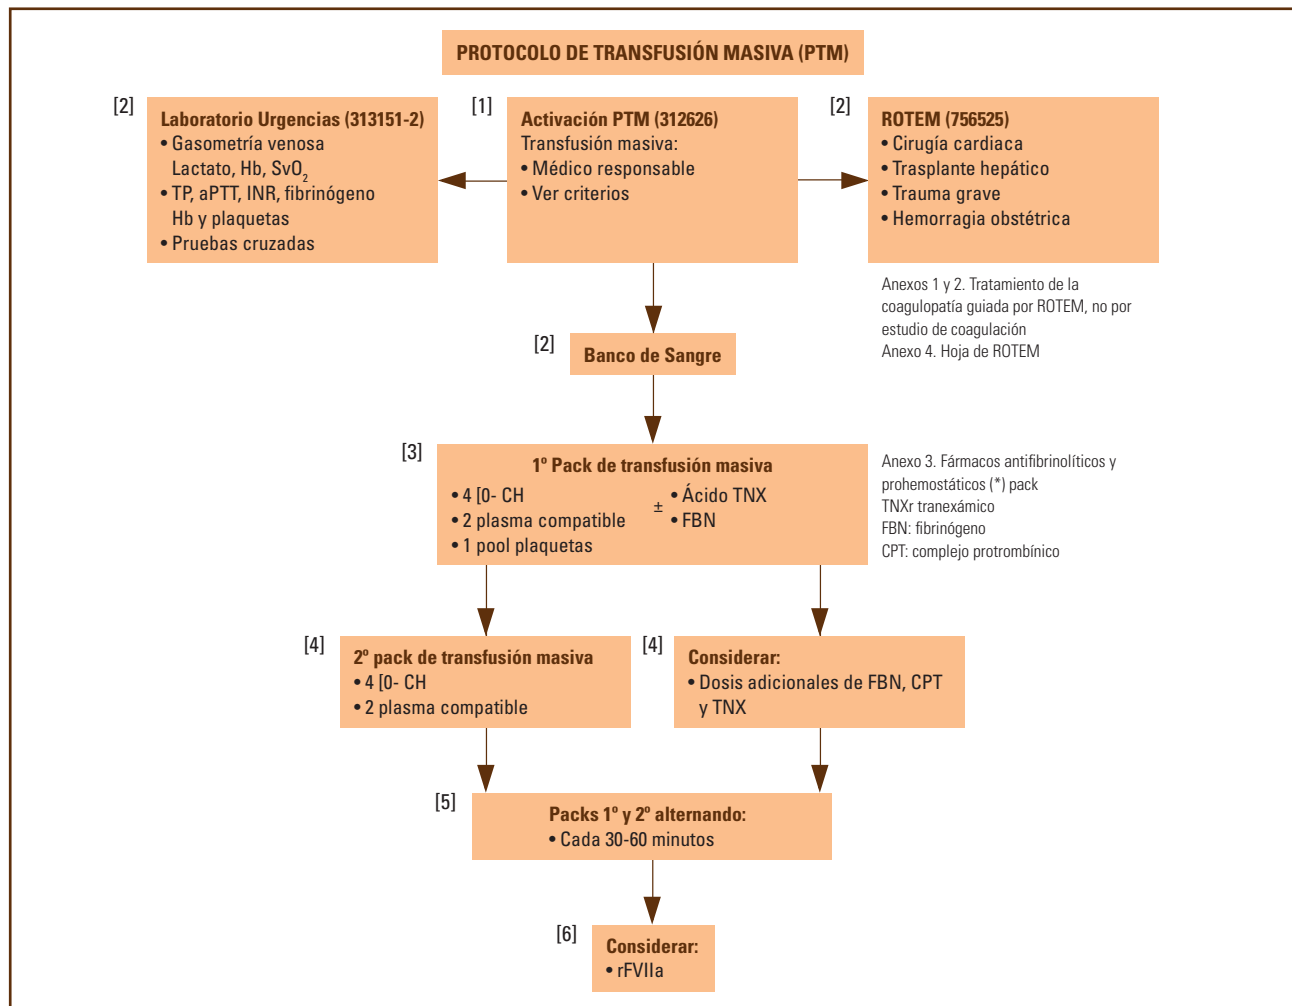 PROTOCOLO DE TRANSFUSIÓN MASIVA (PTM)
[2]
Laboratorio Urgencias (313151-2)
• Gasometría venosa
Lactato, Hb, SvO₂
• TP, aPTT, INR, fibrinógeno
Hb y plaquetas
• Pruebas cruzadas
[1]
Activación PTM (312626)
Transfusión masiva:
• Médico responsable
• Ver criterios
[2]
ROTEM (756525)
• Cirugía cardiaca
• Trasplante hepático
• Trauma grave
• Hemorragia obstétrica
Anexos 1 y 2. Tratamiento de la
coagulopatía guiada por ROTEM, no por
estudio de coagulación
Anexo 4. Hoja de ROTEM
[2]
Banco de Sangre
[3]
1º Pack de transfusión masiva
• 4 [0- CH
• 2 plasma compatible
• 1 pool plaquetas
±
• Ácido TNX
• FBN
Anexo 3. Fármacos antifibrinolíticos y
prohemostáticos (*) pack
TNXr tranexámico
FBN: fibrinógeno
CPT: complejo protrombínico
[4]
2º pack de transfusión masiva
• 4 [0- CH
• 2 plasma compatible
[4]
Considerar:
• Dosis adicionales de FBN, CPT
y TNX
[5]
Packs 1º y 2º alternando:
• Cada 30-60 minutos
[6]
Considerar:
• rFVIIa